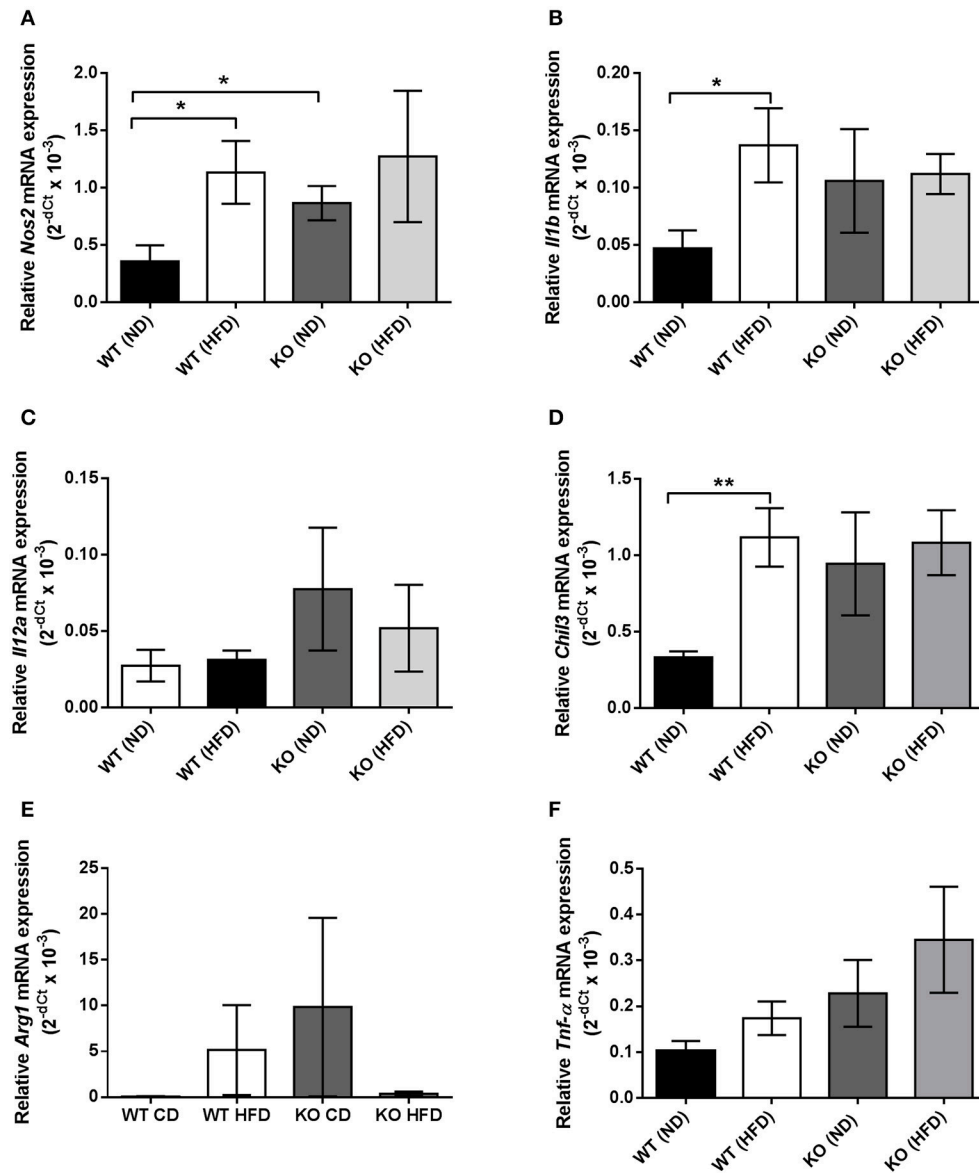 A
Relative Nos2 mRNA expression
(2^-dCt x 10^-3)
2.0
1.5
1.0
0.5
0.0
*
*
WT (ND)
WT (HFD)
KO (ND)
KO (HFD)
B
Relative Il1b mRNA expression
(2^-dCt x 10^-3)
0.20
0.15
0.10
0.05
0.00
*
WT (ND)
WT (HFD)
KO (ND)
KO (HFD)
C
Relative Il12a mRNA expression
(2^-dCt x 10^-3)
0.15
0.10
0.05
0.00
WT (ND)
WT (HFD)
KO (ND)
KO (HFD)
D
Relative Chil3 mRNA expression
(2^-dCt x 10^-3)
1.5
1.0
0.5
0.0
**
WT (ND)
WT (HFD)
KO (ND)
KO (HFD)
E
Relative Arg1 mRNA expression
(2^-dCt x 10^-3)
25
20
15
10
5
0
WT CD
WT HFD
KO CD
KO HFD
F
Relative Tnf-α mRNA expression
(2^-dCt x 10^-3)
0.5
0.4
0.3
0.2
0.1
0.0
WT (ND)
WT (HFD)
KO (ND)
KO (HFD)